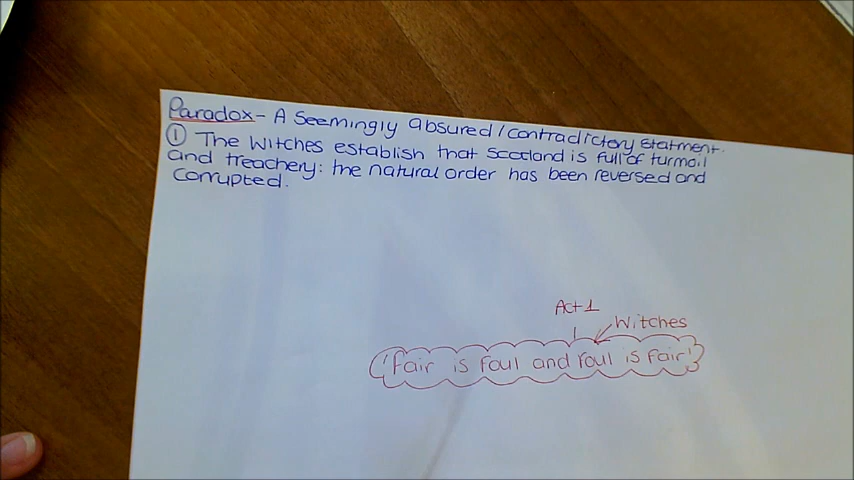 Paradox - A seemingly absured / contradictory statment.
① The witches establish that Scotland is full of turmoil
and treachery: the natural order has been reversed and
corrupted.
Act 1
Witches
'Fair is foul and foul is fair'